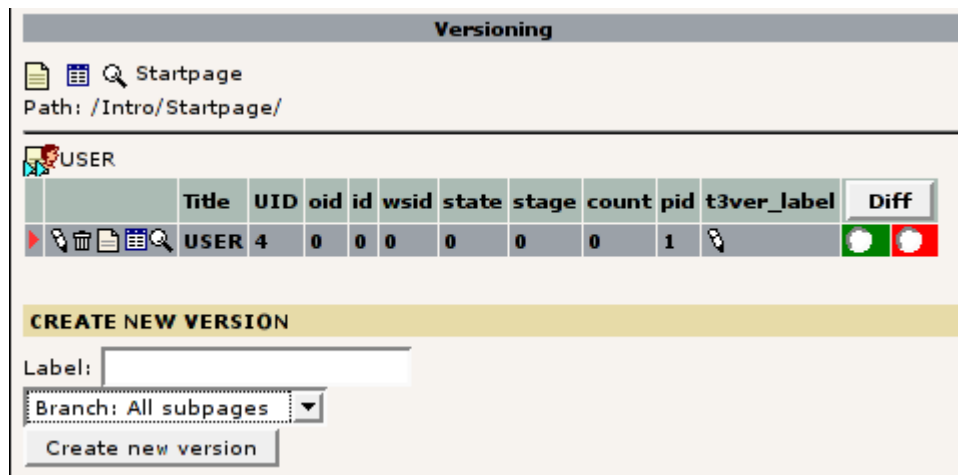 Versioning
Startpage
Path: /Intro/Startpage/
USER
Title UID oid id wsid state stage count pid t3ver_label Diff
USER 4 0 0 0 0 0 0 1
CREATE NEW VERSION
Label:
Branch: All subpages
Create new version